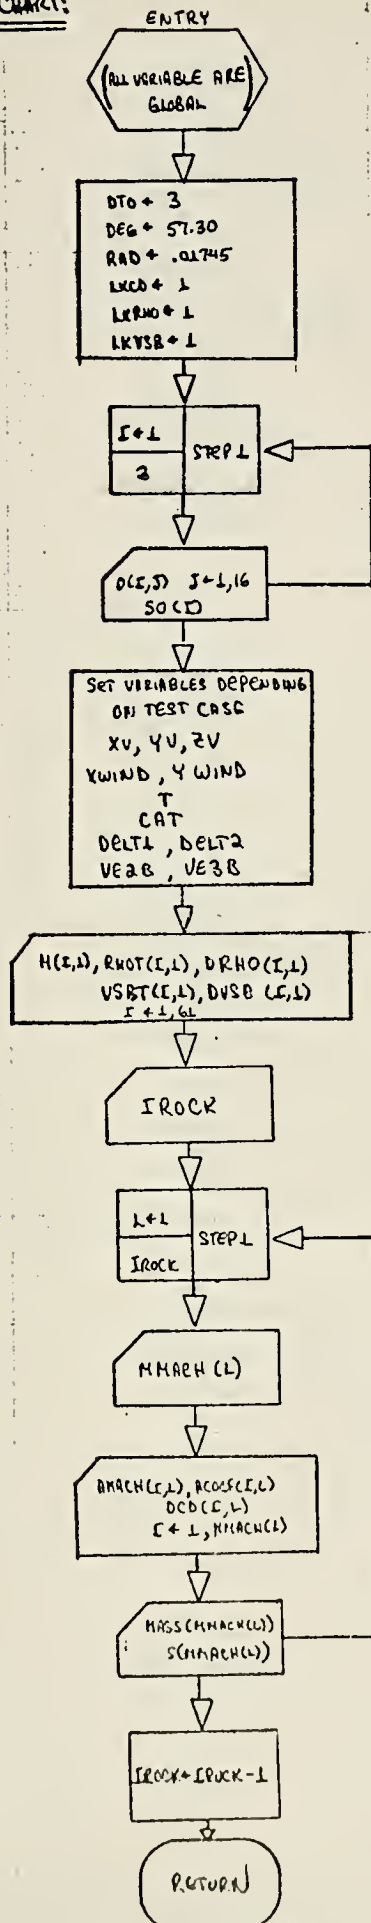 CHART:
ENTRY
(ALL VARIABLE ARE
GLOBAL)
DTO ← 3
DEG ← 57.30
RAD ← .01745
LKCD ← 1
LKRHO ← 1
LKVSB ← 1
I ← 1
3
STEP 1
D(I,J) J ← 1,16
SO(I)
SET VARIABLES DEPENDING
ON TEST CASE
XV, YV, ZV
XWIND, YWIND
T
CAT
DELT1, DELT2
VE2B, VE3B
H(I,1), RHOT(I,1), DRHO(I,1)
VSBT(I,1), DVSB(I,1)
I ← 1,61
IROCK
L ← 1
IROCK
STEP 1
MMACH(L)
AMACH(I,L), ACOEF(I,L)
DCD(I,L)
I ← 1, MMACH(L)
MASS(MMACH(L))
S(MMACH(L))
IROCK ← IROCK-1
RETURN